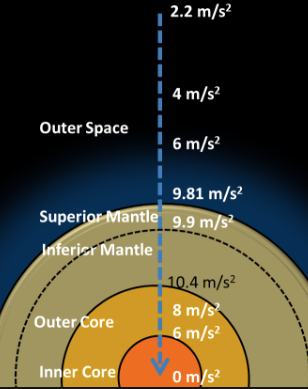 2.2 m/s²
4 m/s²
Outer Space
6 m/s²
9.81 m/s²
Superior Mantle
9.9 m/s²
Inferior Mantle
10.4 m/s²
8 m/s²
Outer Core
6 m/s²
Inner Core
0 m/s²